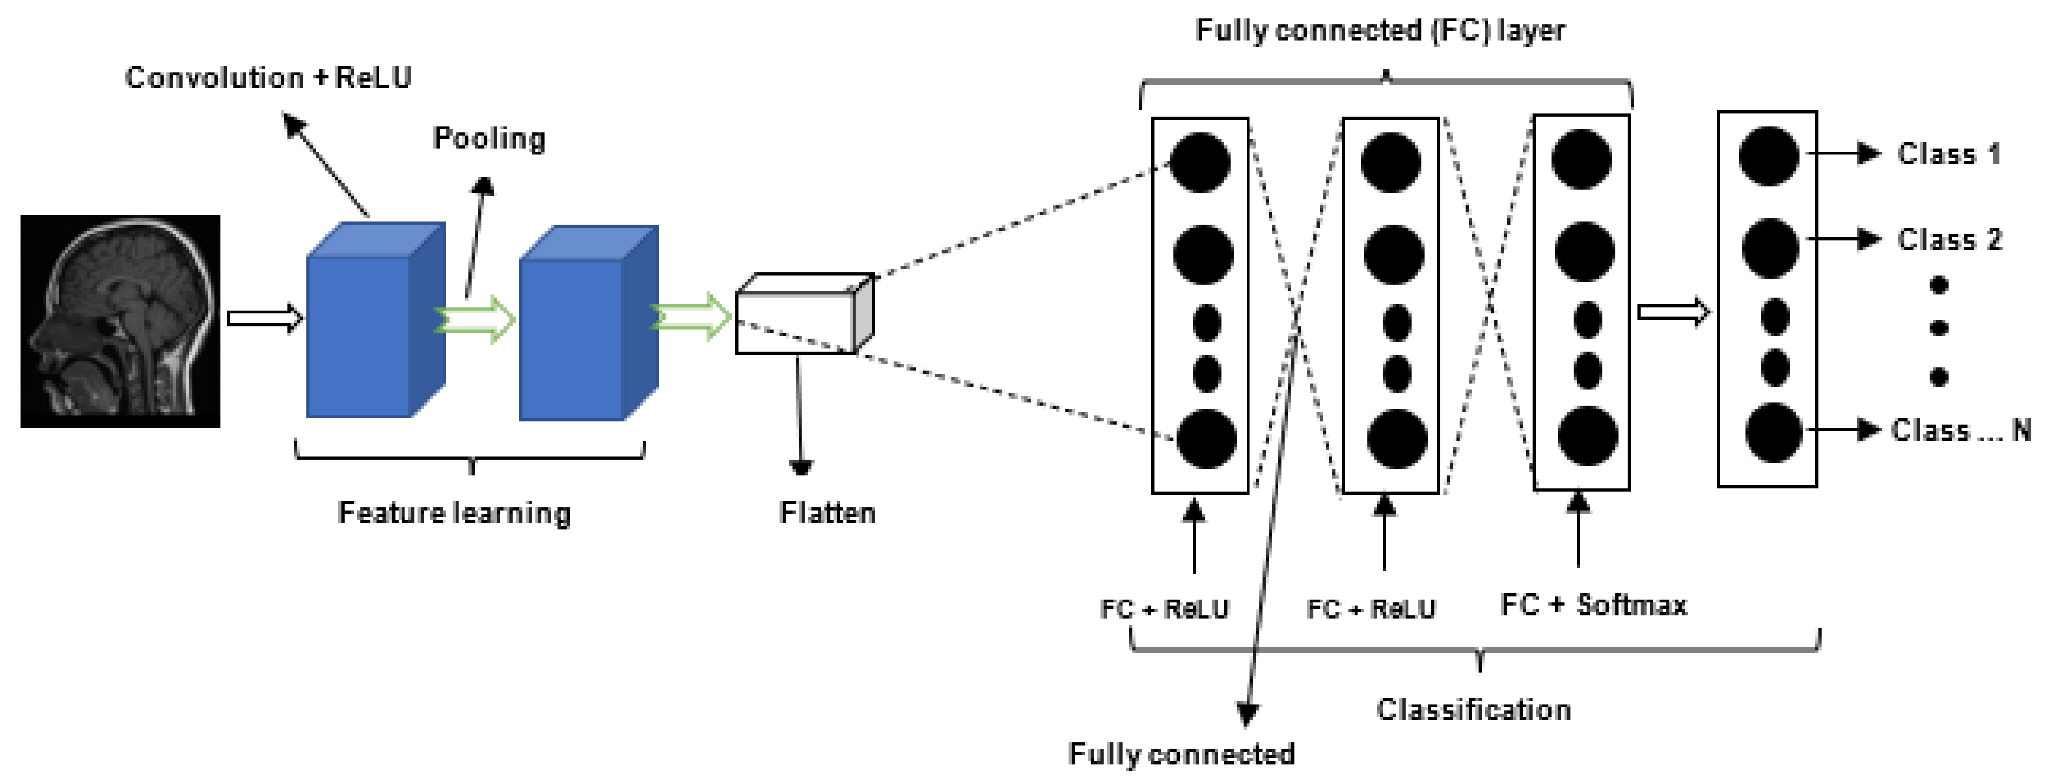 Fully connected (FC) layer
Convolution + ReLU
Pooling
Class 1
Class 2
Class ... N
Feature learning
Flatten
FC + ReLU
FC + ReLU
FC + Softmax
Classification
Fully connected